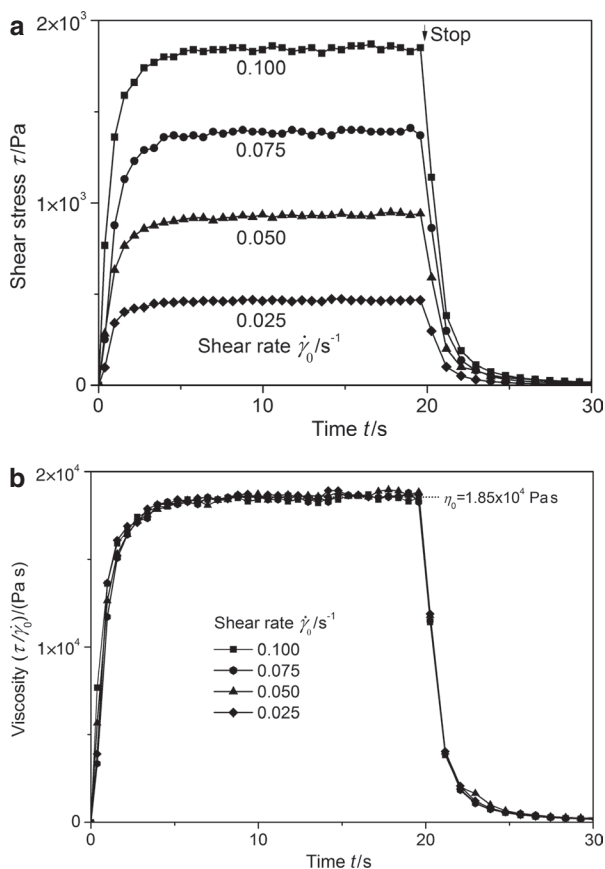 a
2×10³
1×10³
0
Shear stress τ/Pa
Stop
0.100
0.075
0.050
0.025
Shear rate γ̇₀/s⁻¹
0 10 20 30
Time t/s
b
2×10⁴
1×10⁴
0
Viscosity (τ/γ̇₀)/(Pa s)
η₀=1.85x10⁴ Pa s
Shear rate γ̇₀/s⁻¹
0.100
0.075
0.050
0.025
0 10 20 30
Time t/s